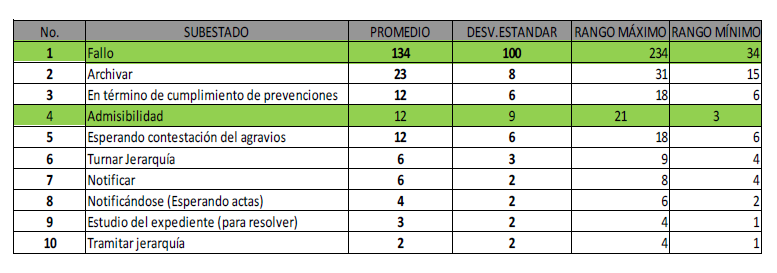 No. SUBESTADO PROMEDIO DESV.ESTANDAR RANGO MÁXIMO RANGO MÍNIMO
1 Fallo 134 100 234 34
2 Archivar 23 8 31 15
3 En término de cumplimiento de prevenciones 12 6 18 6
4 Admisibilidad 12 9 21 3
5 Esperando contestación del agravios 12 6 18 6
6 Turnar Jerarquía 6 3 9 4
7 Notificar 6 2 8 4
8 Notificándose (Esperando actas) 4 2 6 2
9 Estudio del expediente (para resolver) 3 2 4 1
10 Tramitar jerarquía 2 2 4 1